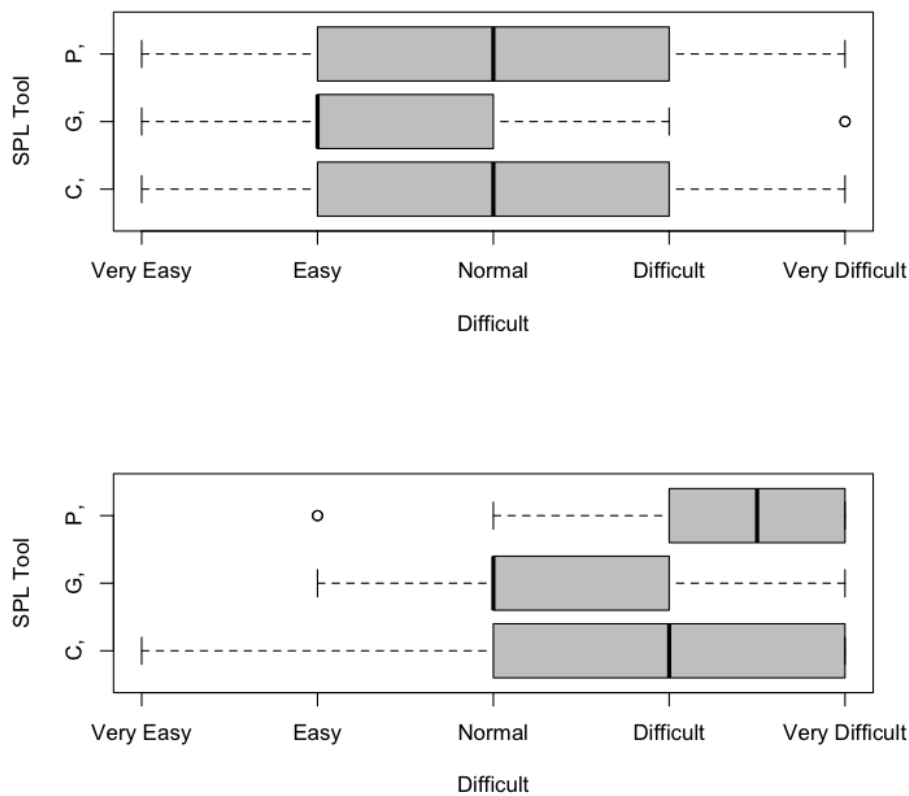 SPL Tool
P,
G,
C,
Very Easy Easy Normal Difficult Very Difficult
Difficult
SPL Tool
P,
G,
C,
Very Easy Easy Normal Difficult Very Difficult
Difficult